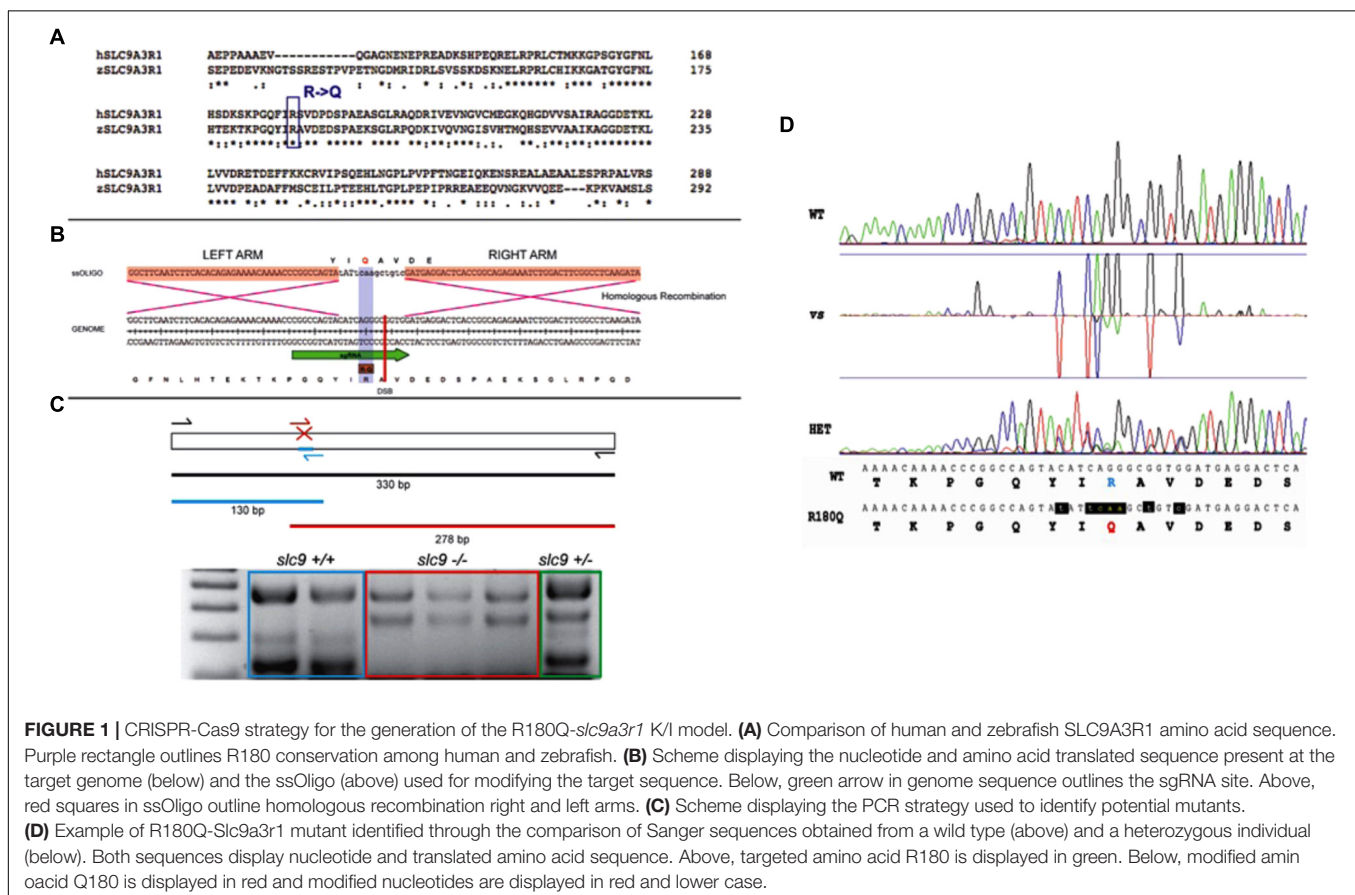 A
hSLC9A3R1 AEPPAAAEV-----------QGAGNENEPREADKSHPEQRELRPRLCTMKKGPSGYGFNL 168
zSLC9A3R1 SEPEDEVKNGTSSRESTPVPETNGDMRIDRLSVSSKDSKNELRPRLCHIKKGATGYGFNL 175
R->Q
hSLC9A3R1 HSDKSKPGQFIRSVDPDSPAEASGLRAQDRIVEVNGVCMEGKQHGDVVSAIRAGGDETKL 228
zSLC9A3R1 HTEKTKPGQYIRAVDEDSPAEKSGLRPQDKIVQVNGISVHTMQHSEVVAAIKAGGDETKL 235
hSLC9A3R1 LVVDRETDEFFKKCRVIPSQEHLNGPLPVPFTNGEIQKENSREALAEAALESPRPALVRS 288
zSLC9A3R1 LVVDPEADAFFMSCEILPTEEHLTGPLPEPIPRREAEEQVNGKVVQEE---KPKVAMSLS 292
B
LEFT ARM Y I Q A V D E RIGHT ARM
ssOLIGO GGCTTCAATCTTCACACAGAGAAAACAAAACCCGGCCAGTAtATtcaagctgtcGATGAGGACTCACCGGCAGAGAAATCTGGACTTCGCCTCAAGATA
Homologous Recombination
GENOME
sgRNA
G F N L H T E K T K P G Q Y I R A V D E D S P A E K S G L R P Q D
DSB
C
330 bp
130 bp
278 bp
slc9 +/+ slc9 -/- slc9 +/-
D
WT
vs
HET
WT AAAACAAAACCCGGCCAGTACATCAGGGCGGTGGATGAGGACTCA
T K P G Q Y I R A V D E D S
R180Q AAAACAAAACCCGGCCAGTAtATtcaaGCtGTcGATGAGGACTCA
T K P G Q Y I Q A V D E D S
FIGURE 1 | CRISPR-Cas9 strategy for the generation of the R180Q-slc9a3r1 K/I model. (A) Comparison of human and zebrafish SLC9A3R1 amino acid sequence.
Purple rectangle outlines R180 conservation among human and zebrafish. (B) Scheme displaying the nucleotide and amino acid translated sequence present at the
target genome (below) and the ssOligo (above) used for modifying the target sequence. Below, green arrow in genome sequence outlines the sgRNA site. Above,
red squares in ssOligo outline homologous recombination right and left arms. (C) Scheme displaying the PCR strategy used to identify potential mutants.
(D) Example of R180Q-Slc9a3r1 mutant identified through the comparison of Sanger sequences obtained from a wild type (above) and a heterozygous individual
(below). Both sequences display nucleotide and translated amino acid sequence. Above, targeted amino acid R180 is displayed in green. Below, modified amin
oacid Q180 is displayed in red and modified nucleotides are displayed in red and lower case.